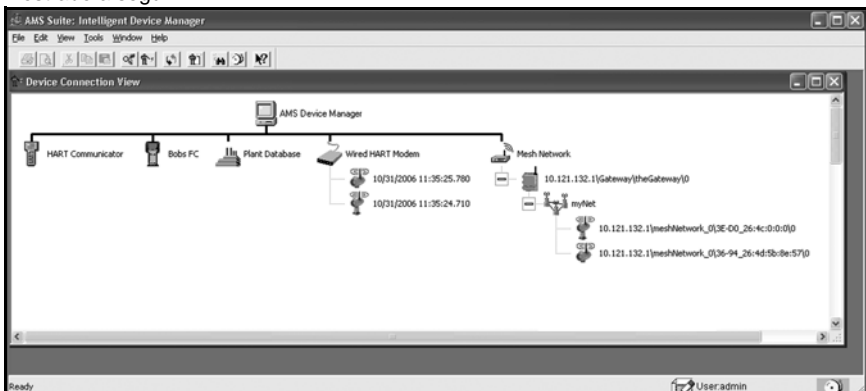 AMS Suite: Intelligent Device Manager
File Edit View Tools Window Help
Device Connection View
AMS Device Manager
HART Communicator
Bobs FC
Plant Database
Wired HART Modem
Mesh Network
10/31/2006 11:35:25.780
10.121.132.1\Gateway\theGateway\0
10/31/2006 11:35:24.710
myNet
10.121.132.1\meshNetwork_0\3E-D0_26:4c:0:0:0\0
10.121.132.1\meshNetwork_0\36-94_26:4d:5b:8e:57\0
Ready
User:admin